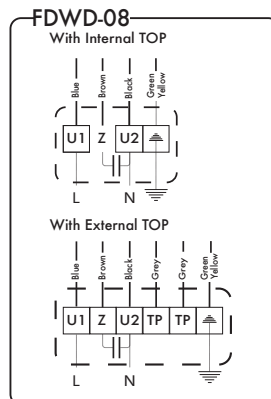 FDWD-08
With Internal TOP
Blue Brown Black Green Yellow
U1 Z U2
L N
With External TOP
Blue Brown Black Grey Grey Green Yellow
U1 Z U2 TP TP
L N